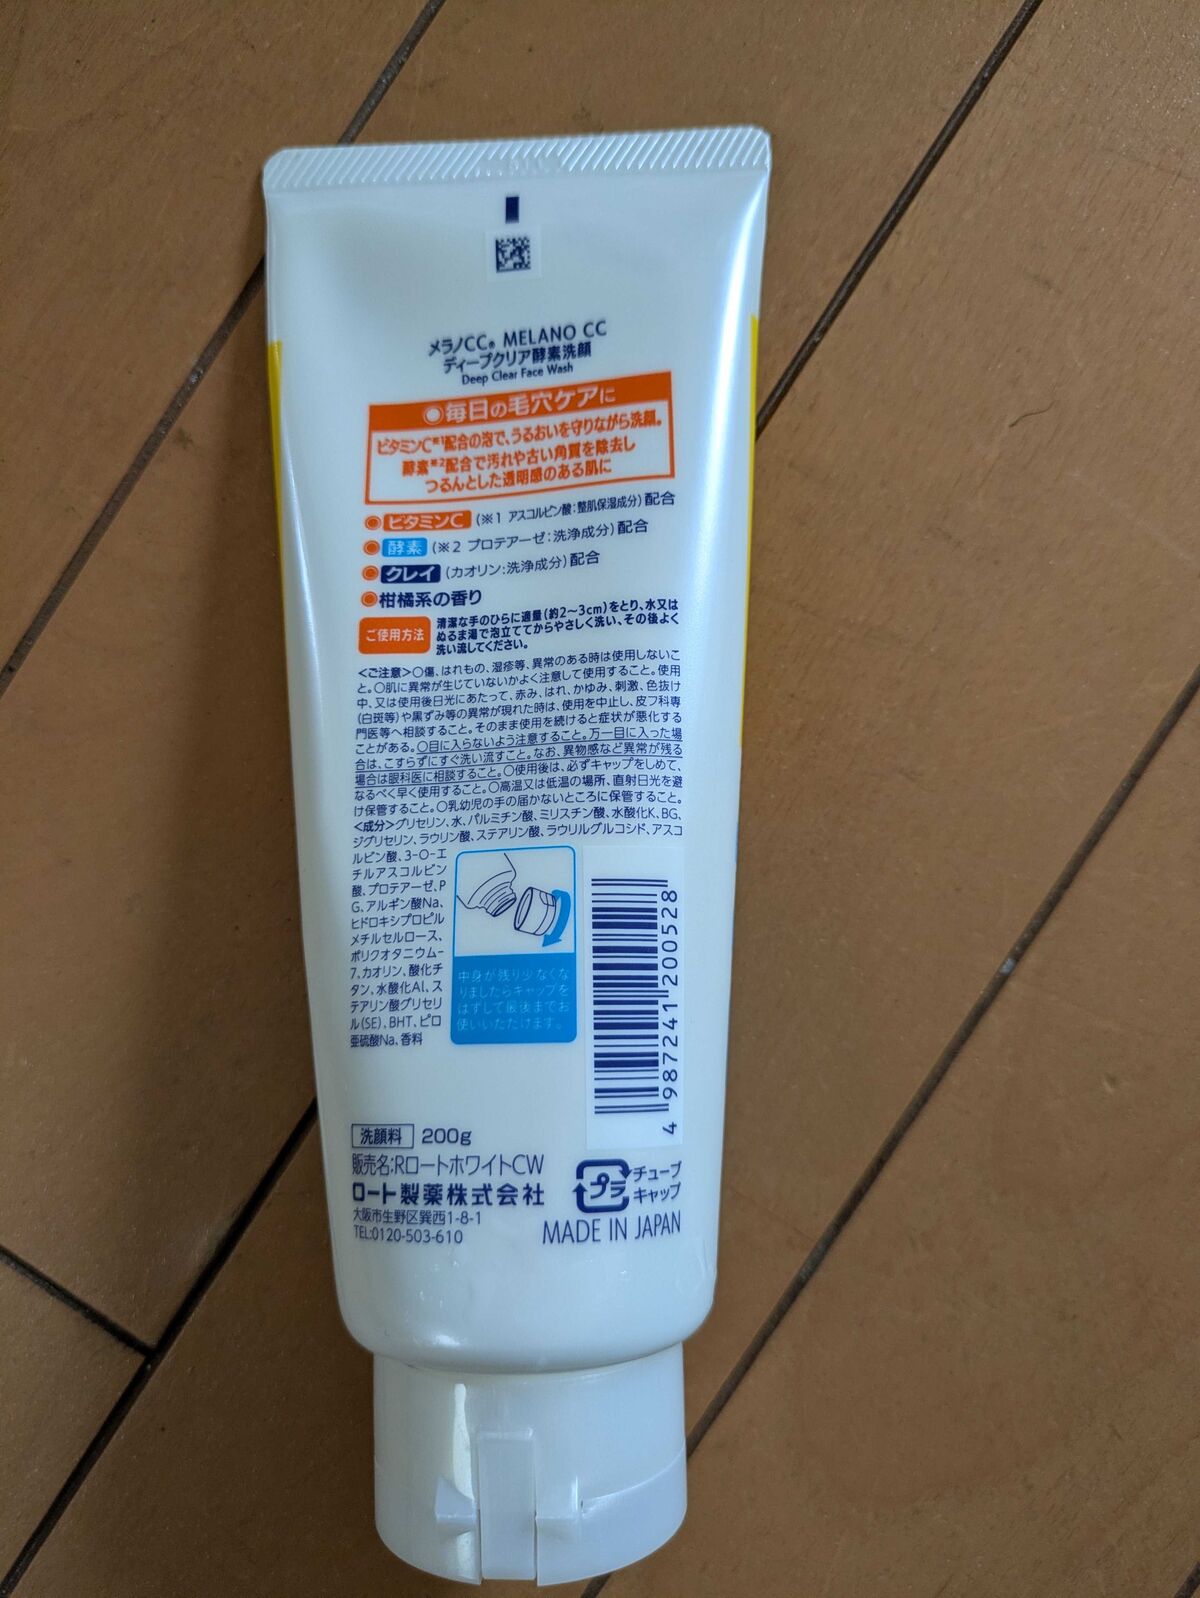 メラノCC® MELANO CC
ディープクリア酵素洗顔
Deep Clear Face Wash
毎日の毛穴ケアに
ビタミンC※1配合の泡で、うるおいを守りながら洗顔。
酵素※2配合で汚れや古い角質を除去し
つるんとした透明感のある肌に
ビタミンC (※1 アスコルビン酸:整肌保湿成分)配合
酵素 (※2 プロテアーゼ:洗浄成分)配合
クレイ (カオリン:洗浄成分)配合
柑橘系の香り
ご使用方法
清潔な手のひらに適量(約2~3cm)をとり、水又は
ぬるま湯で泡立ててからやさしく洗い、その後よく
洗い流してください。
<ご注意>○傷、はれもの、湿疹等、異常のある時は使用しないこ
と。○肌に異常が生じていないかよく注意して使用すること。使用
中、又は使用後日光にあたって、赤み、はれ、かゆみ、刺激、色抜け
(白斑等)や黒ずみ等の異常が現れた時は、使用を中止し、皮フ科専
門医等へ相談すること。そのまま使用を続けると症状が悪化する
ことがある。○目に入らないよう注意すること。万一目に入った場
合は、こすらずにすぐ洗い流すこと。なお、異物感など異常が残る
場合は眼科医に相談すること。○使用後は、必ずキャップをしめて、
なるべく早く使用すること。○高温又は低温の場所、直射日光を避
け保管すること。○乳幼児の手の届かないところに保管すること。
<成分>グリセリン、水、パルミチン酸、ミリスチン酸、水酸化K、BG、
ジグリセリン、ラウリン酸、ステアリン酸、ラウリルグルコシド、アスコ
ルビン酸、3-O-エ
チルアスコルビン
酸、プロテアーゼ、P
G、アルギン酸Na、
ヒドロキシプロピル
メチルセルロース、
ポリクオタニウム-
7、カオリン、酸化チ
タン、水酸化Al、ス
テアリン酸グリセリ
ル(SE)、BHT、ピロ
亜硫酸Na、香料
中身が残り少なくな
りましたらキャップを
はずして最後までお
使いいただけます。
4 987241 200528
洗顔料 200g
販売名:RロートホワイトCW
ロート製薬株式会社
大阪市生野区巽西1-8-1
TEL:0120-503-610
プラ
チューブ
キャップ
MADE IN JAPAN